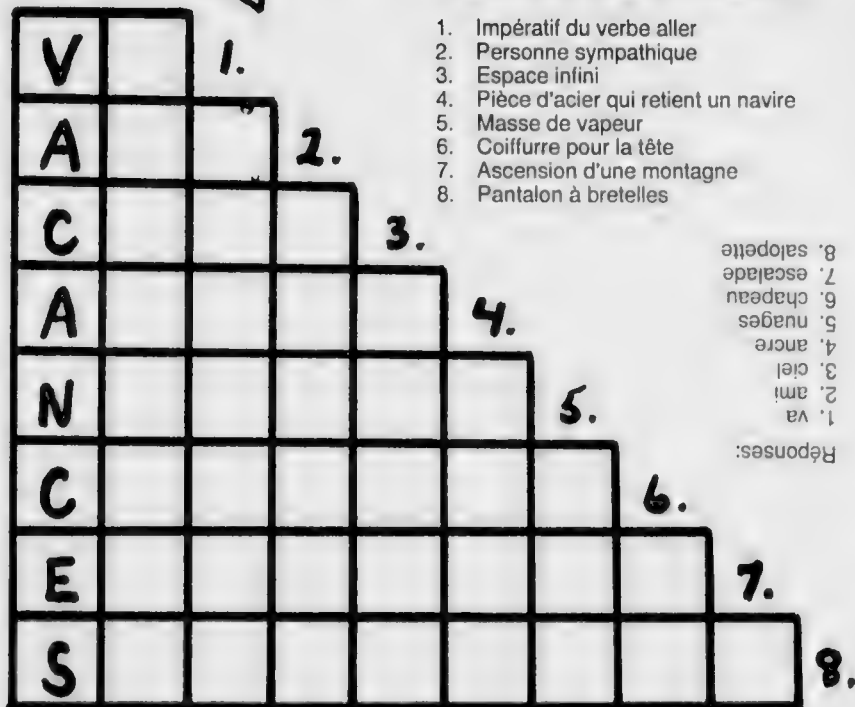 1. Impératif du verbe aller
2. Personne sympathique
3. Espace infini
4. Pièce d'acier qui retient un navire
5. Masse de vapeur
6. Coiffurre pour la tête
7. Ascension d'une montagne
8. Pantalon à bretelles
V 1.
A 2.
C 3.
A 4.
N 5.
C 6.
E 7.
S 8.
Réponses:
1. va
2. ami
3. ciel
4. ancre
5. nuages
6. chapeau
7. escalade
8. salopette